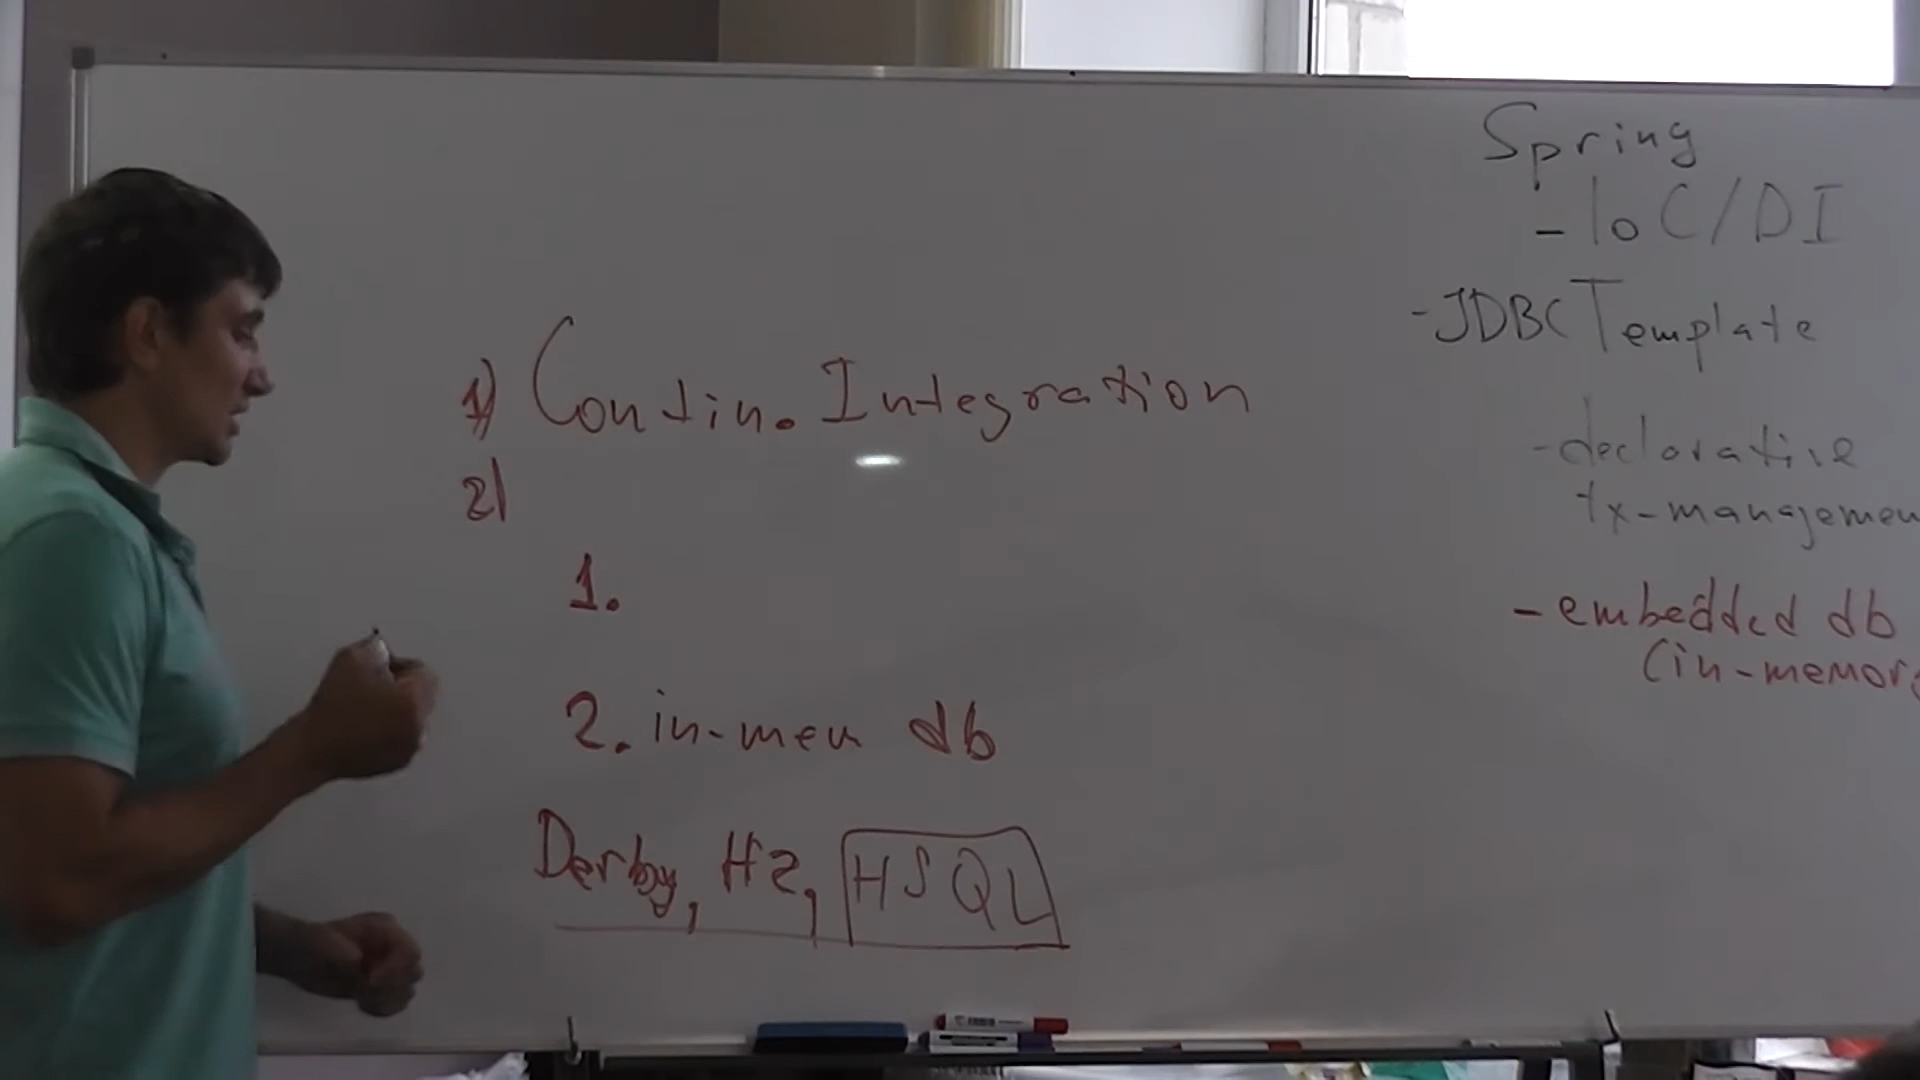 1) Contin. Integration
2)
1.
2. in-mem db
Derby, H2, HSQL
Spring
- IoC/DI
- JDBCTemplate
- declarative
tx-managemen
- embedded db
(in-memor